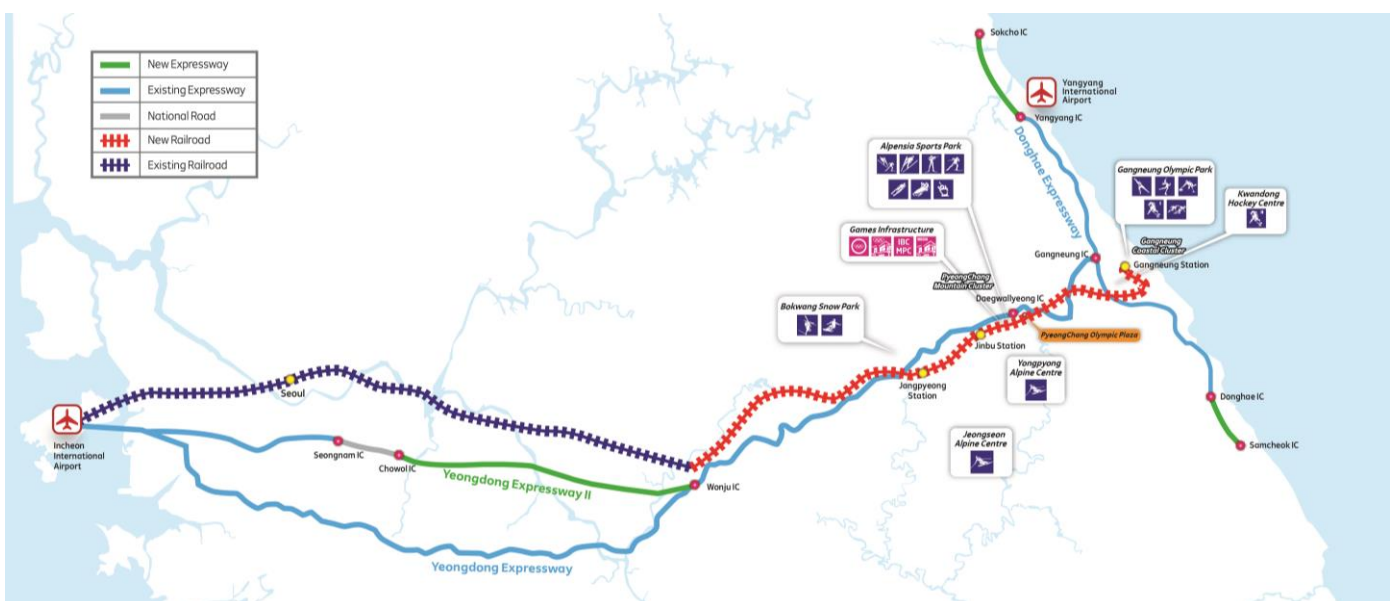 New Expressway
Existing Expressway
National Road
New Railroad
Existing Railroad
Sokcho IC
Yangyang
International
Airport
Yangyang IC
Donghae Expressway
Alpensia Sports Park
Gangneung Olympic Park
Kwandong
Hockey Centre
Games Infrastructure
IBC
MPC
Gangneung
Coastal Cluster
Gangneung IC
Gangneung Station
PyeongChang
Mountain Cluster
Daegwallyeong IC
Bokwang Snow Park
PyeongChang Olympic Plaza
Jinbu Station
Yongpyong
Alpine Centre
Jangpyeong
Station
Seoul
Donghae IC
Incheon
International
Airport
Seongnam IC
Chowol IC
Jeongseon
Alpine Centre
Samcheok IC
Yeongdong Expressway II
Wonju IC
Yeongdong Expressway